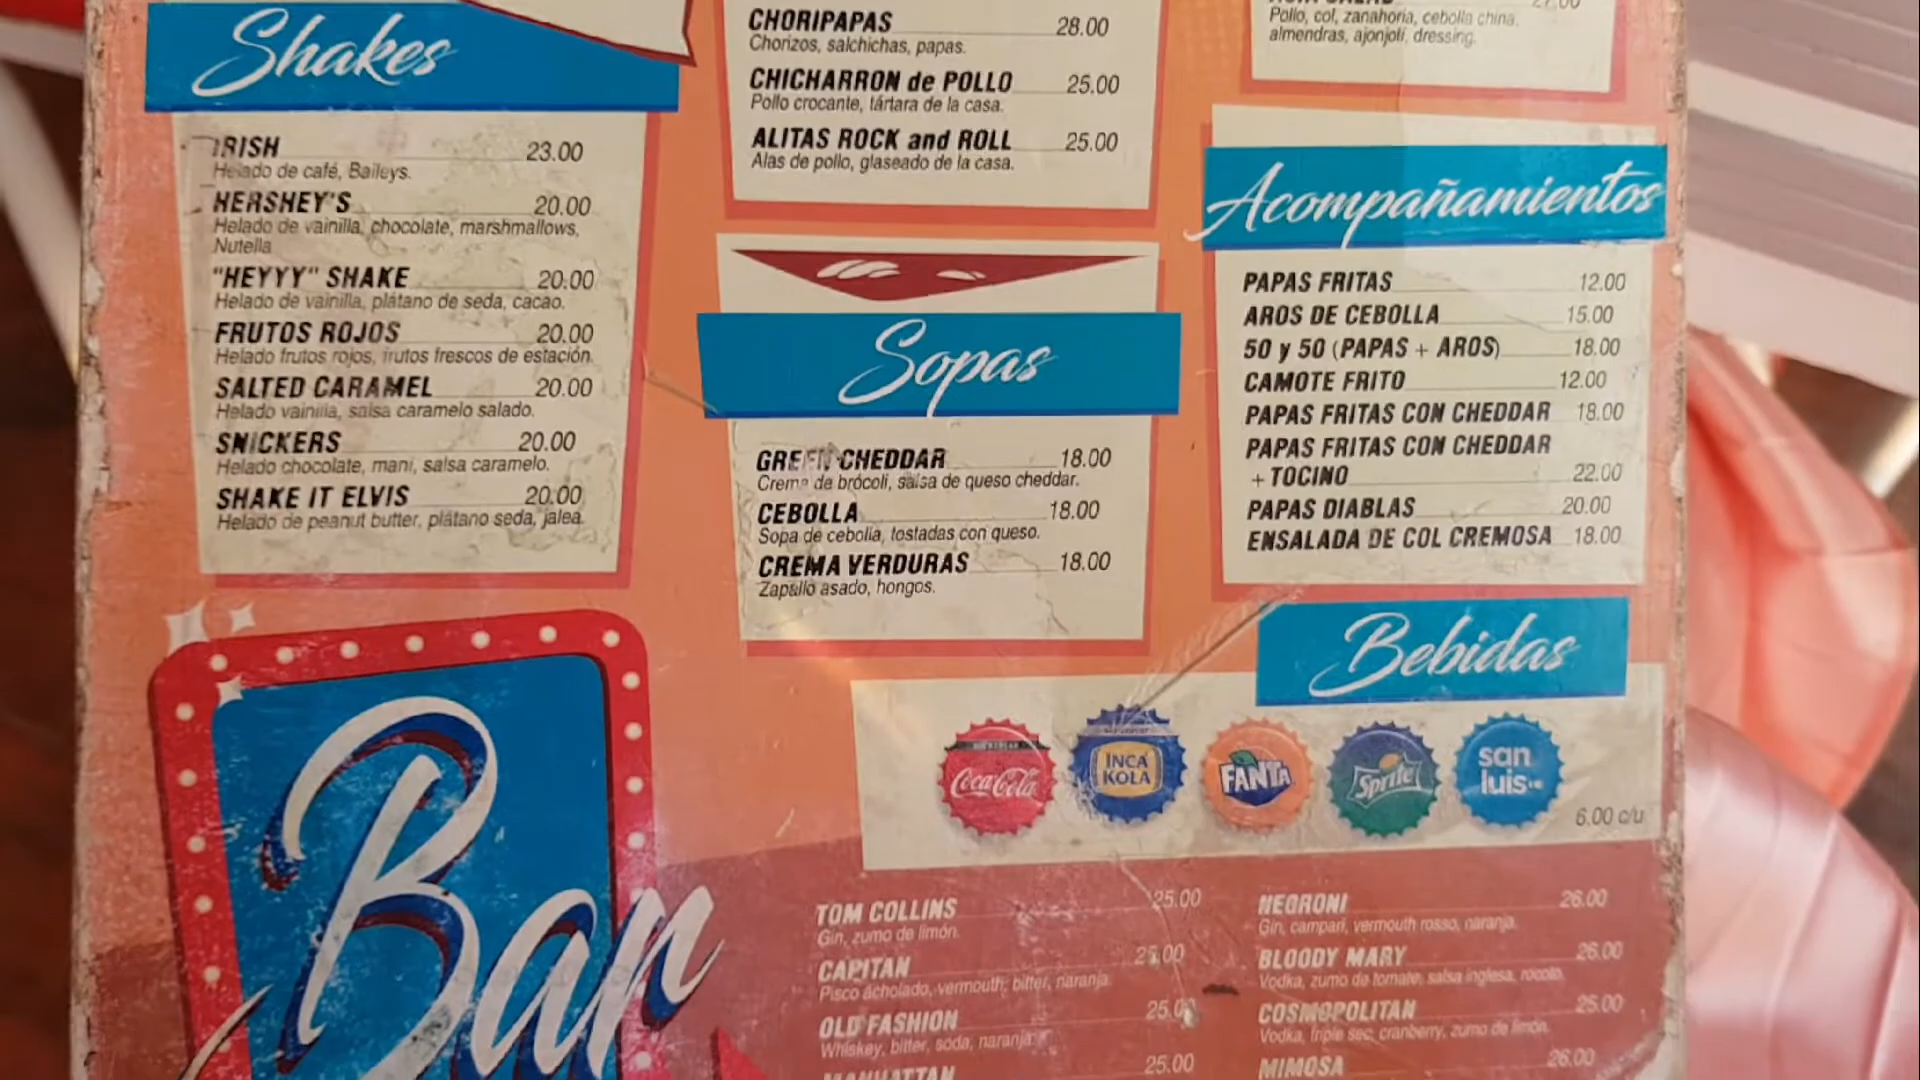 Shakes
IRISH 23.00
Helado de café, Baileys.
HERSHEY'S 20.00
Helado de vainilla, chocolate, marshmallows,
Nutella
"HEYYY" SHAKE 20.00
Helado de vainilla, plátano de seda, cacao.
FRUTOS ROJOS 20.00
Helado frutos rojos, frutos frescos de estación.
SALTED CARAMEL 20.00
Helado vainilla, salsa caramelo salado.
SNICKERS 20.00
Helado chocolate, maní, salsa caramelo.
SHAKE IT ELVIS 20.00
Helado de peanut butter, plátano seda, jalea.
CHORIPAPAS 28.00
Chorizos, salchichas, papas.
CHICHARRON de POLLO 25.00
Pollo crocante, tártara de la casa.
ALITAS ROCK and ROLL 25.00
Alas de pollo, glaseado de la casa.
Sopas
GREEN CHEDDAR 18.00
Crema de brócoli, salsa de queso cheddar.
CEBOLLA 18.00
Sopa de cebolla, tostadas con queso.
CREMA VERDURAS 18.00
Zapallo asado, hongos.
Pollo, col, zanahoria, cebolla china,
almendras, ajonjolí, dressing.
Acompañamientos
PAPAS FRITAS 12.00
AROS DE CEBOLLA 15.00
50 y 50 (PAPAS + AROS) 18.00
CAMOTE FRITO 12.00
PAPAS FRITAS CON CHEDDAR 18.00
PAPAS FRITAS CON CHEDDAR
+ TOCINO 22.00
PAPAS DIABLAS 20.00
ENSALADA DE COL CREMOSA 18.00
Bebidas
Coca-Cola
INCA
KOLA
FANTA
Sprite
san
luis
6.00 c/u
Bar
TOM COLLINS 25.00
Gin, zumo de limón.
CAPITAN 25.00
Pisco acholado, vermouth, bitter, naranja.
OLD FASHION 25.00
Whiskey, bitter, soda, naranja.
MANHATTAN 25.00
NEGRONI 26.00
Gin, campari, vermouth rosso, naranja.
BLOODY MARY 26.00
Vodka, zumo de tomate, salsa inglesa, rocoto.
COSMOPOLITAN 25.00
Vodka, triple sec, cranberry, zumo de limón.
MIMOSA 26.00